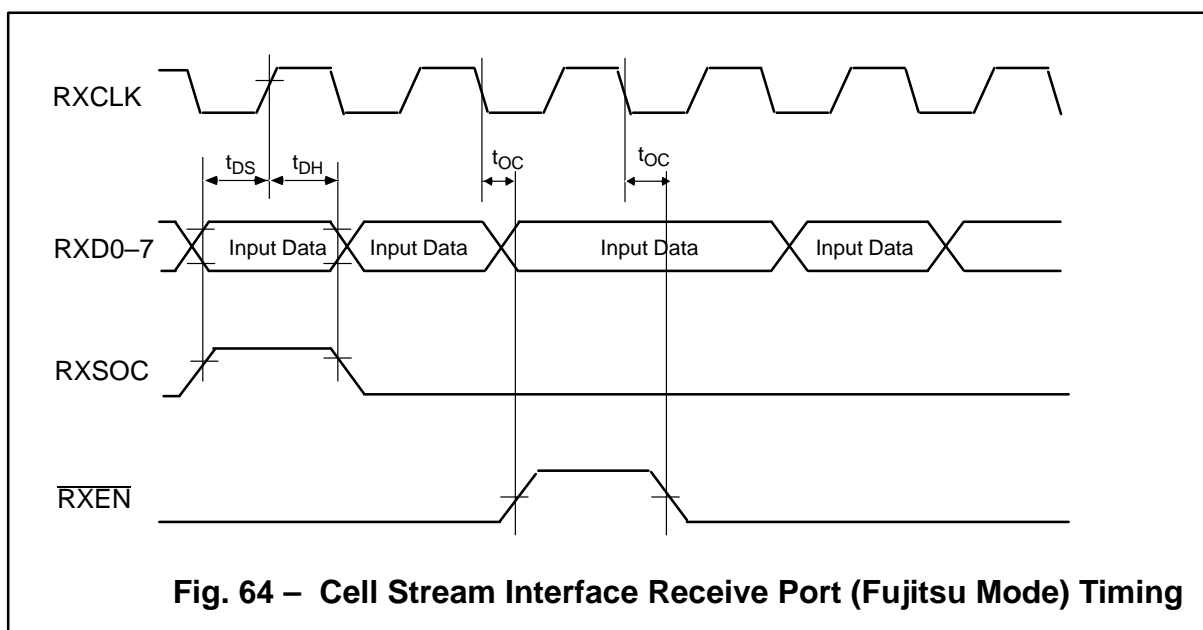 RXCLK
tDS
tDH
tOC
tOC
RXD0–7
Input Data
Input Data
Input Data
Input Data
RXSOC
RXEN
Fig. 64 – Cell Stream Interface Receive Port (Fujitsu Mode) Timing